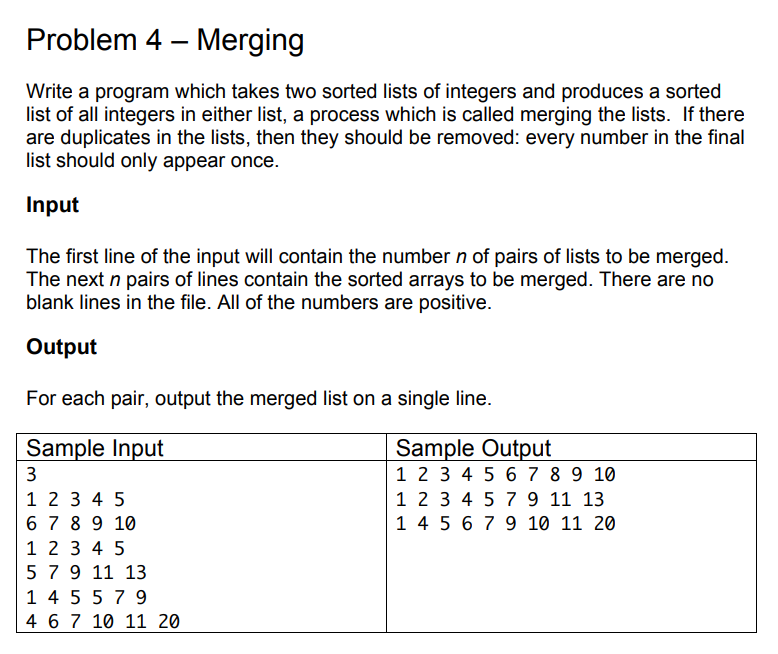 Problem 4 – Merging
Write a program which takes two sorted lists of integers and produces a sorted
list of all integers in either list, a process which is called merging the lists.  If there
are duplicates in the lists, then they should be removed: every number in the final
list should only appear once.
Input
The first line of the input will contain the number n of pairs of lists to be merged.
The next n pairs of lines contain the sorted arrays to be merged. There are no
blank lines in the file. All of the numbers are positive.
Output
For each pair, output the merged list on a single line.
Sample Input
3
1 2 3 4 5
6 7 8 9 10
1 2 3 4 5
5 7 9 11 13
1 4 5 5 7 9
4 6 7 10 11 20
Sample Output
1 2 3 4 5 6 7 8 9 10
1 2 3 4 5 7 9 11 13
1 4 5 6 7 9 10 11 20